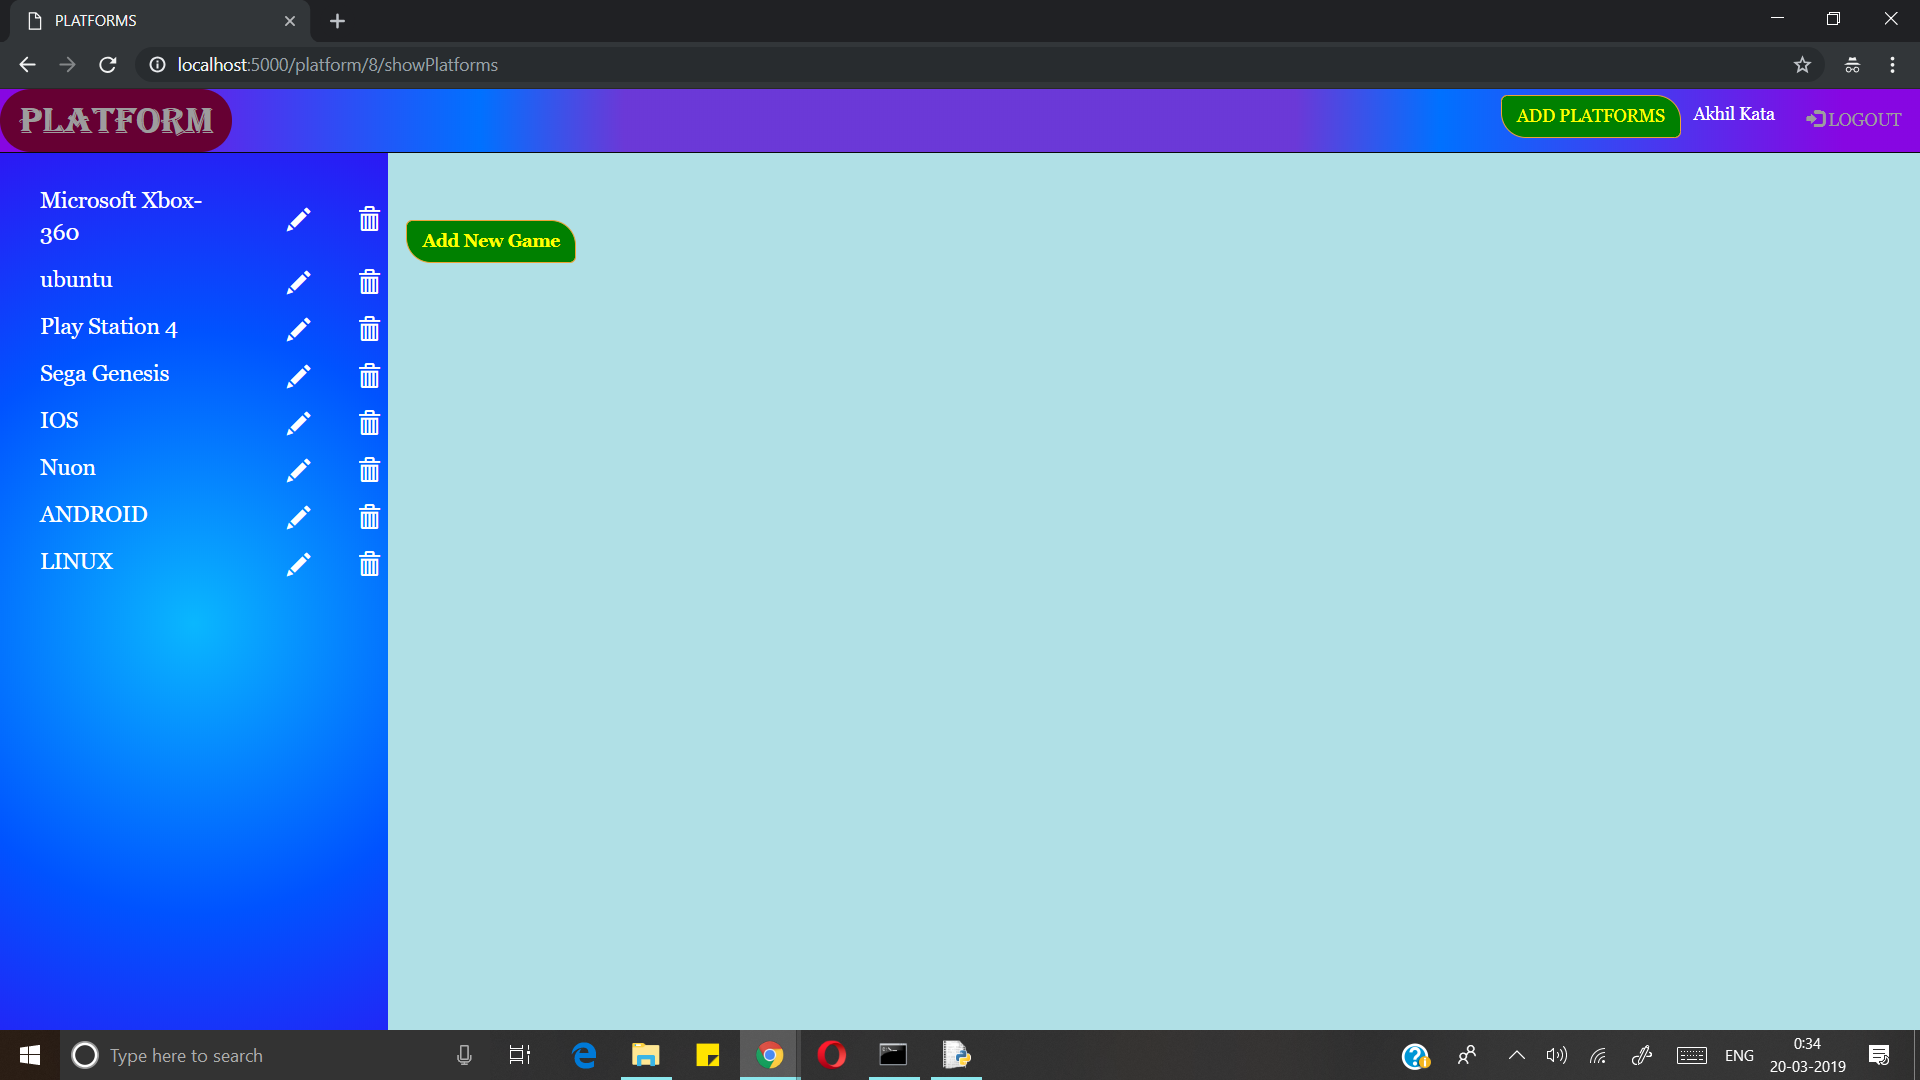 PLATFORMS
localhost:5000/platform/8/showPlatforms
PLATFORM
ADD PLATFORMS
Akhil Kata
LOGOUT
Microsoft Xbox-
360
ubuntu
Play Station 4
Sega Genesis
IOS
Nuon
ANDROID
LINUX
Add New Game
Type here to search
ENG
0:34
20-03-2019